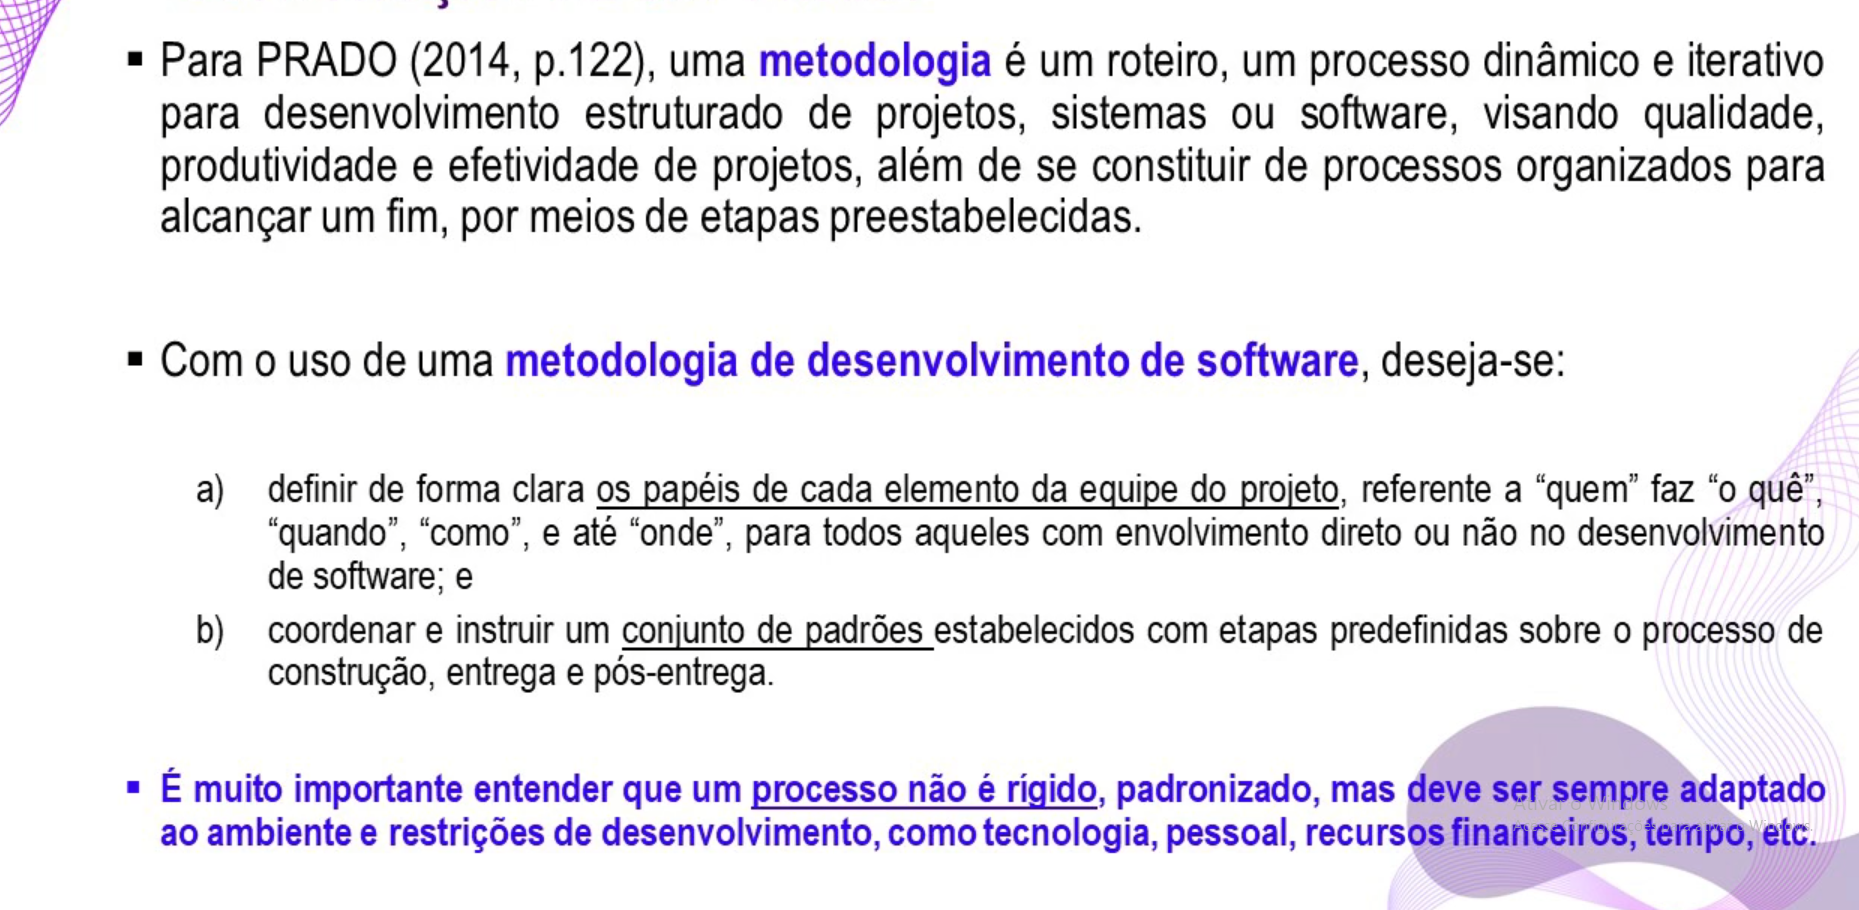 ▪ Para PRADO (2014, p.122), uma metodologia é um roteiro, um processo dinâmico e iterativo
para desenvolvimento estruturado de projetos, sistemas ou software, visando qualidade,
produtividade e efetividade de projetos, além de se constituir de processos organizados para
alcançar um fim, por meios de etapas preestabelecidas.
▪ Com o uso de uma metodologia de desenvolvimento de software, deseja-se:
a) definir de forma clara os papéis de cada elemento da equipe do projeto, referente a “quem” faz “o quê”,
“quando”, “como”, e até “onde”, para todos aqueles com envolvimento direto ou não no desenvolvimento
de software; e
b) coordenar e instruir um conjunto de padrões estabelecidos com etapas predefinidas sobre o processo de
construção, entrega e pós-entrega.
▪ É muito importante entender que um processo não é rígido, padronizado, mas deve ser sempre adaptado
ao ambiente e restrições de desenvolvimento, como tecnologia, pessoal, recursos financeiros, tempo, etc.
Ativar o Windows